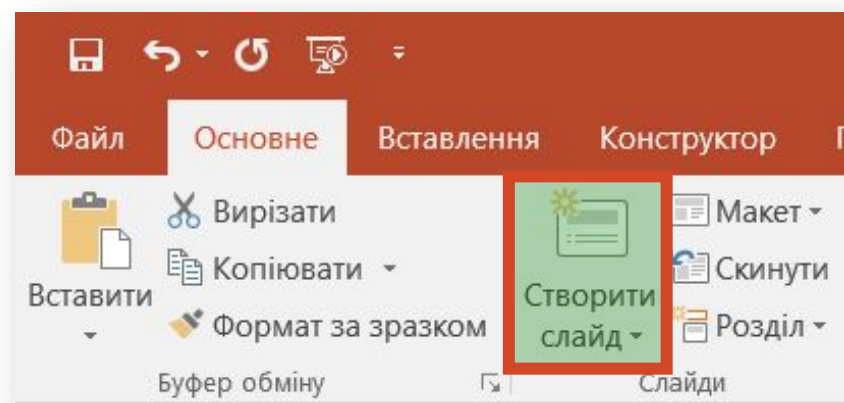 Файл Основне Вставлення Конструктор
Вставити
Вирізати
Копіювати
Формат за зразком
Буфер обміну
Створити
слайд
Макет
Скинути
Розділ
Слайди